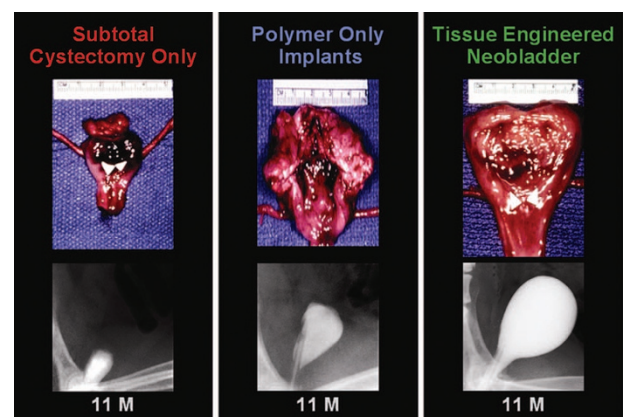 Subtotal
Cystectomy Only
Polymer Only
Implants
Tissue Engineered
Neobladder
11 M
11 M
11 M